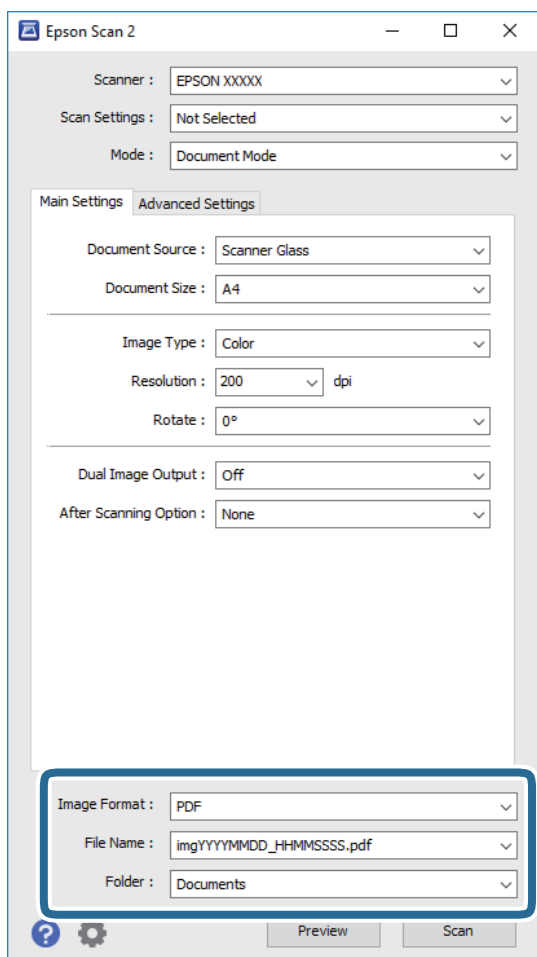 Epson Scan 2
Scanner : EPSON XXXXX
Scan Settings : Not Selected
Mode : Document Mode
Main Settings Advanced Settings
Document Source : Scanner Glass
Document Size : A4
Image Type : Color
Resolution : 200 dpi
Rotate : 0°
Dual Image Output : Off
After Scanning Option : None
Image Format : PDF
File Name : imgYYYYMMDD_HHMMSSSS.pdf
Folder : Documents
? Preview Scan